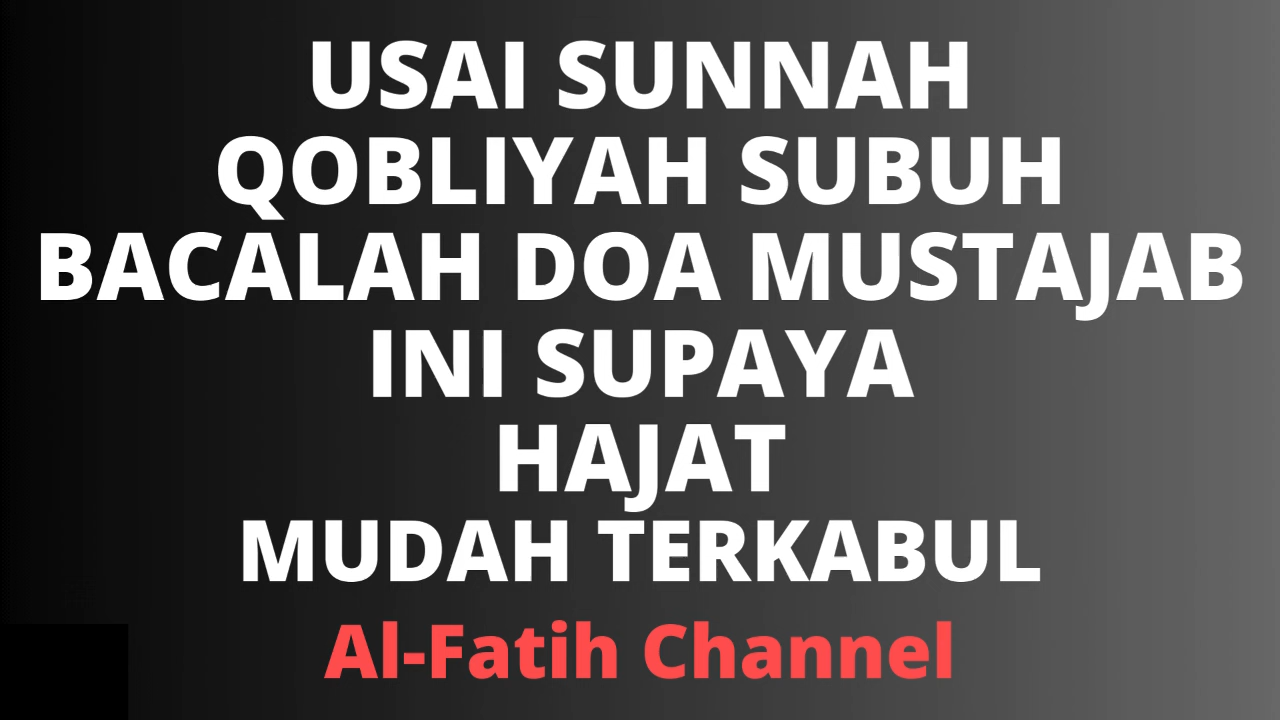 USAI SUNNAH
QOBLIYAH SUBUH
BACALAH DOA MUSTAJAB
INI SUPAYA
HAJAT
MUDAH TERKABUL
Al-Fatih Channel